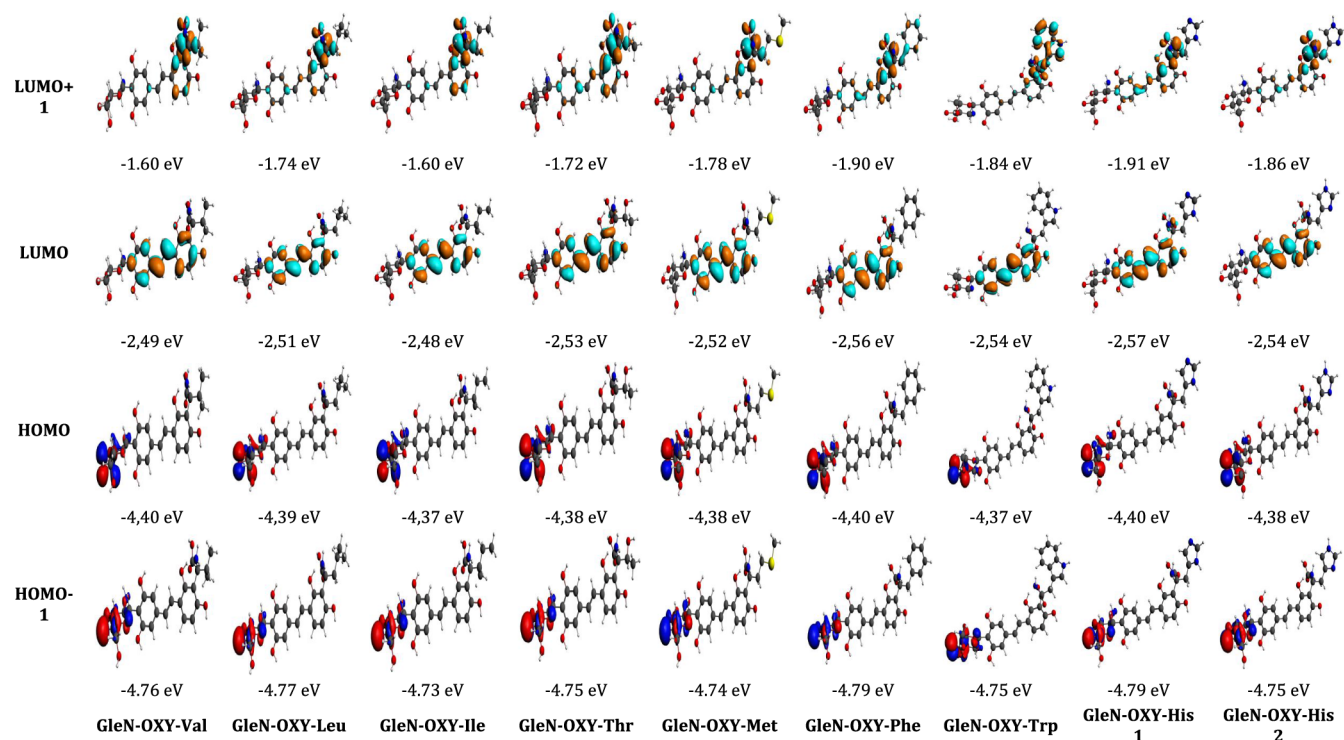 LUMO+
1
-1.60 eV -1.74 eV -1.60 eV -1.72 eV -1.78 eV -1.90 eV -1.84 eV -1.91 eV -1.86 eV
LUMO
-2,49 eV -2,51 eV -2,48 eV -2,53 eV -2,52 eV -2,56 eV -2,54 eV -2,57 eV -2,54 eV
HOMO
-4,40 eV -4,39 eV -4,37 eV -4,38 eV -4,38 eV -4,40 eV -4,37 eV -4,40 eV -4,38 eV
HOMO-
1
-4.76 eV -4.77 eV -4.73 eV -4.75 eV -4.74 eV -4.79 eV -4.75 eV -4.79 eV -4.75 eV
GleN-OXY-Val GleN-OXY-Leu GleN-OXY-Ile GleN-OXY-Thr GleN-OXY-Met GleN-OXY-Phe GleN-OXY-Trp GleN-OXY-His GleN-OXY-His
1 2